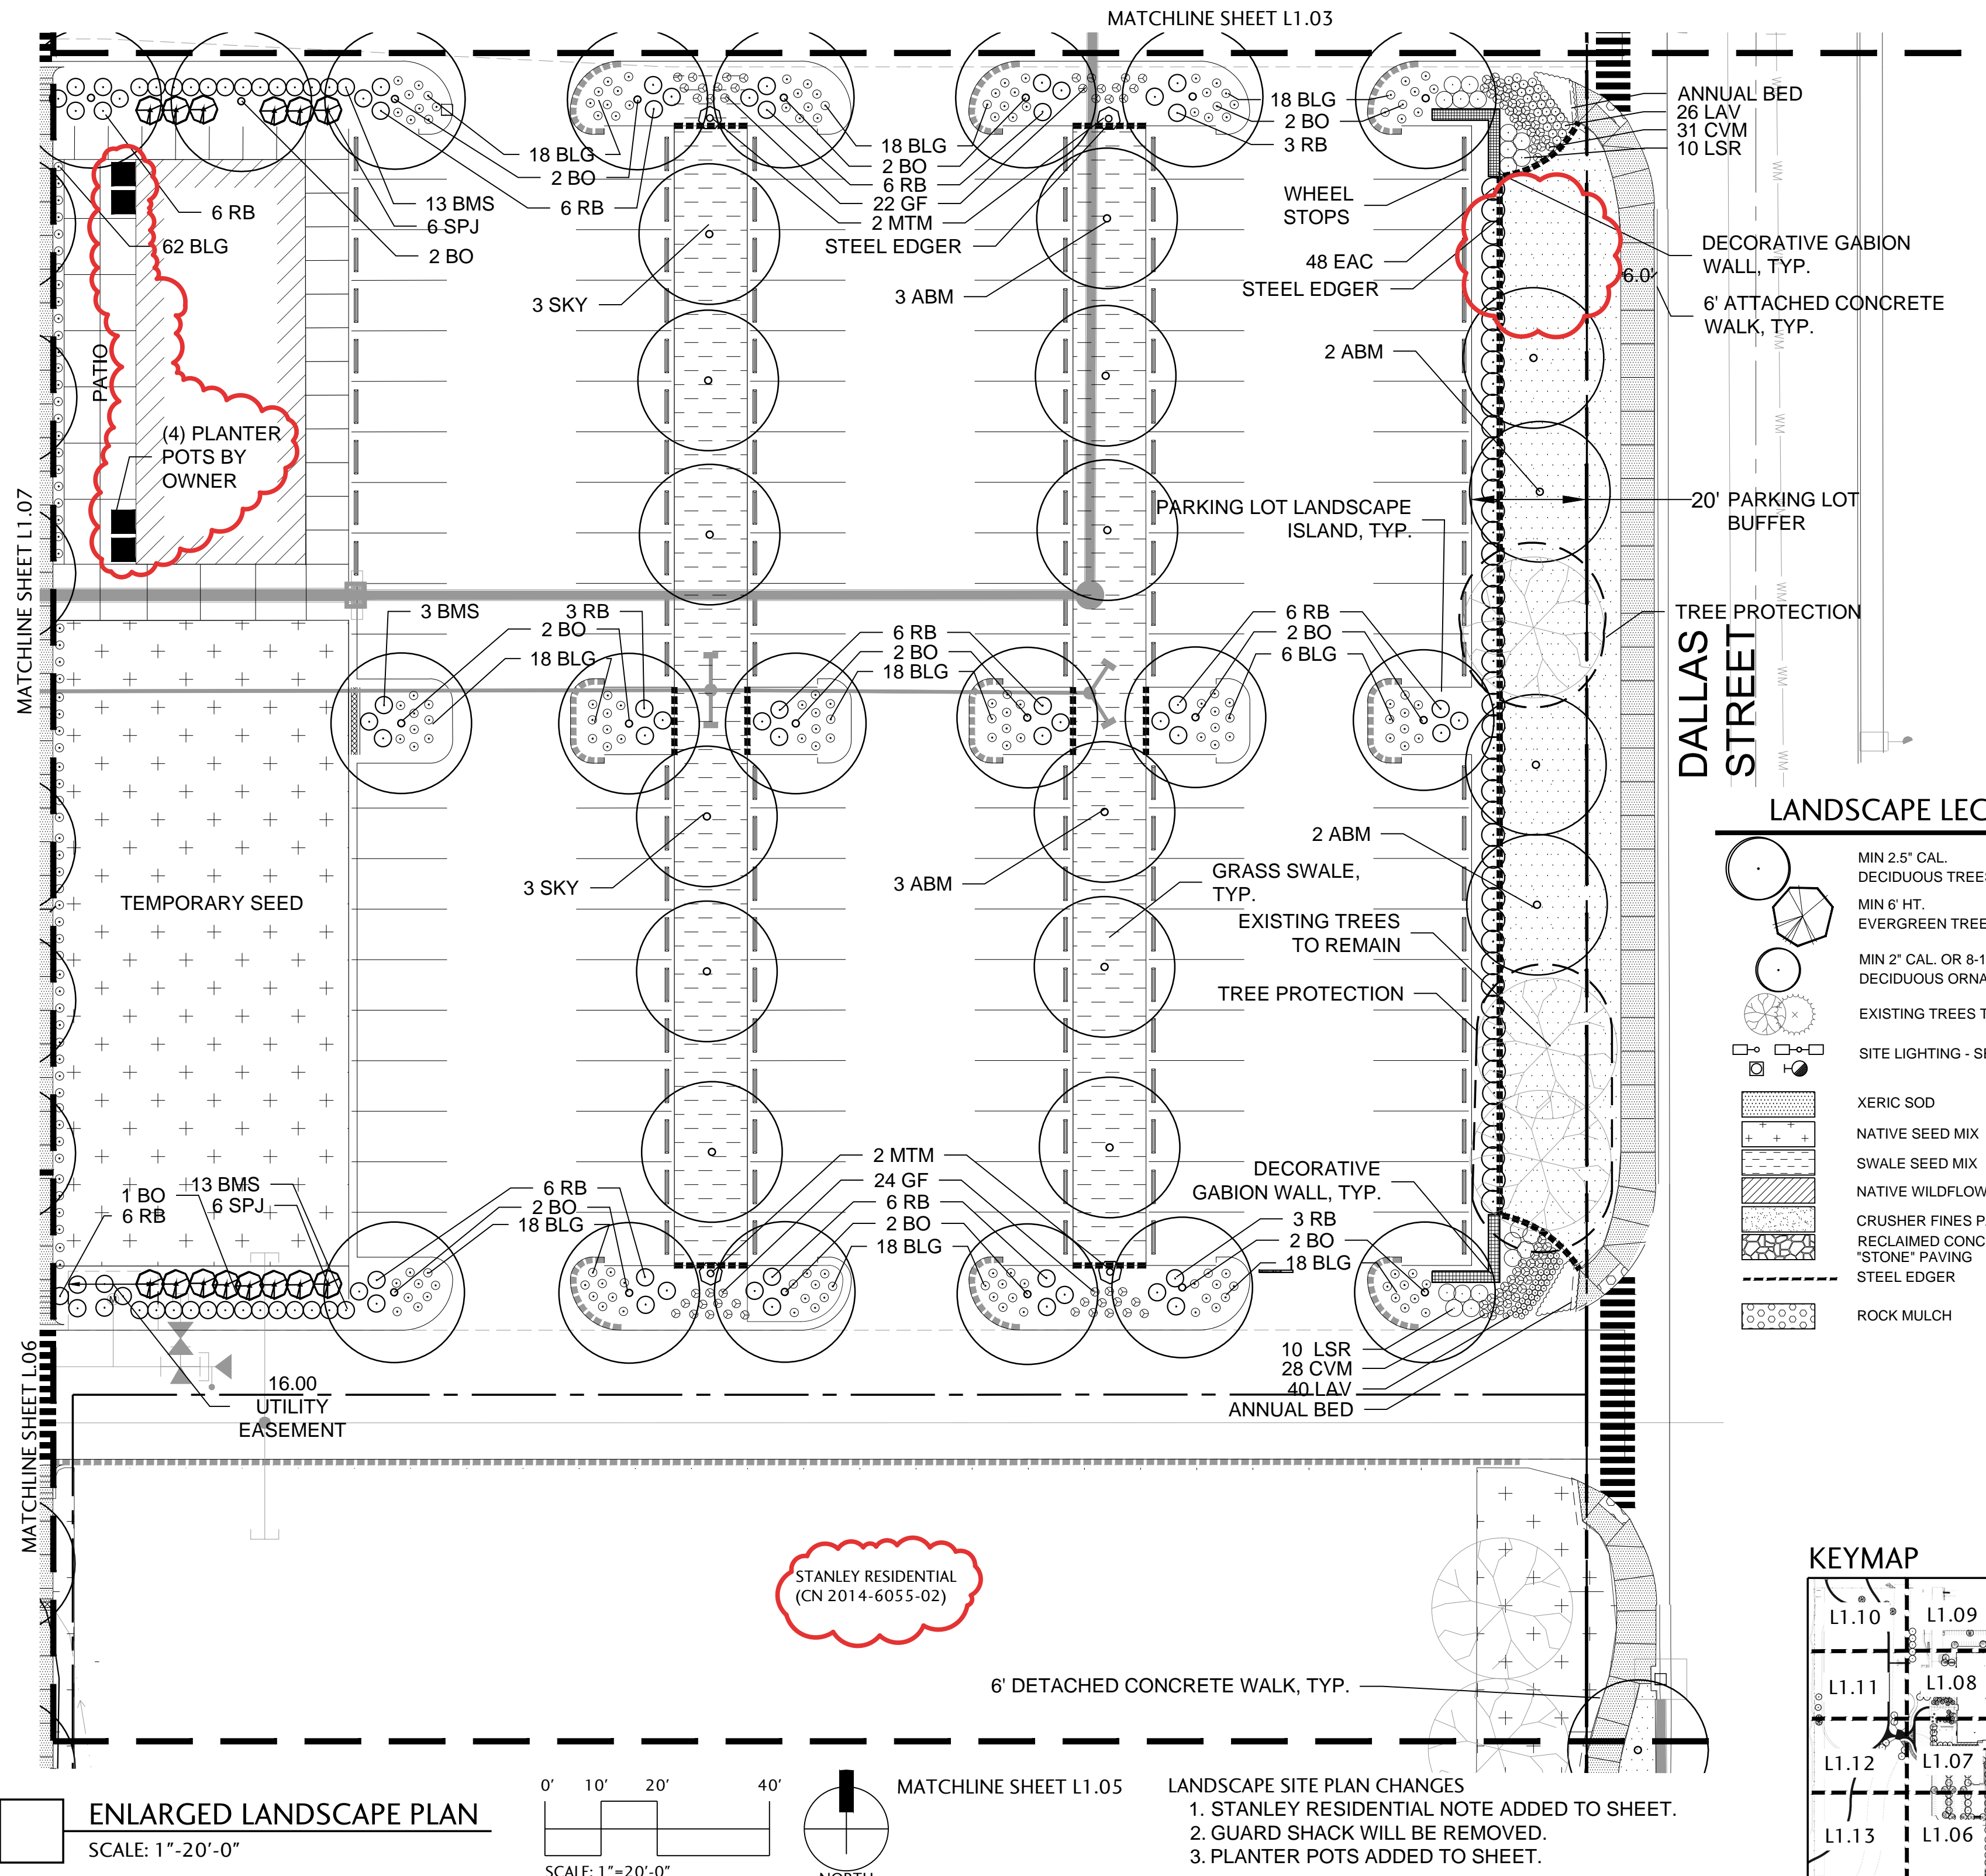 MATCHLINE SHEET L1.03
18 BLG
2 BO
3 RB
ANNUAL BED
26 LAV
31 CVM
10 LSR
18 BLG
2 BO
6 RB
18 BLG
2 BO
6 RB
22 GF
2 MTM
STEEL EDGER
WHEEL
STOPS
6 RB
62 BLG
13 BMS
6 SPJ
2 BO
48 EAC
STEEL EDGER
DECORATIVE GABION
WALL, TYP.
6.0'
6' ATTACHED CONCRETE
WALK, TYP.
3 SKY
3 ABM
2 ABM
PATIO
(4) PLANTER
POTS BY
OWNER
PARKING LOT LANDSCAPE
ISLAND, TYP.
20' PARKING LOT
BUFFER
MATCHLINE SHEET L1.07
3 BMS
3 RB
2 BO
18 BLG
6 RB
2 BO
18 BLG
6 RB
2 BO
6 BLG
TREE PROTECTION
DALLAS
STREET
WM
WM
WM
WM
WM
WM
2 ABM
3 SKY
3 ABM
GRASS SWALE,
TYP.
EXISTING TREES
TO REMAIN
TREE PROTECTION
TEMPORARY SEED
LANDSCAPE LEG
MIN 2.5" CAL.
DECIDUOUS TREES
MIN 6' HT.
EVERGREEN TREE
MIN 2" CAL. OR 8-1
DECIDUOUS ORNA
EXISTING TREES T
SITE LIGHTING - SE
XERIC SOD
NATIVE SEED MIX
SWALE SEED MIX
NATIVE WILDFLOW
CRUSHER FINES P
RECLAIMED CONC
"STONE" PAVING
STEEL EDGER
ROCK MULCH
1 BO
6 RB
13 BMS
6 SPJ
6 RB
2 BO
18 BLG
2 MTM
24 GF
6 RB
2 BO
18 BLG
DECORATIVE
GABION WALL, TYP.
3 RB
2 BO
18 BLG
10 LSR
28 CVM
40 LAV
ANNUAL BED
MATCHLINE SHEET L.06
16.00
UTILITY
EASEMENT
STANLEY RESIDENTIAL
(CN 2014-6055-02)
6' DETACHED CONCRETE WALK, TYP.
KEYMAP
L1.10
L1.09
L1.11
L1.08
L1.12
L1.07
L1.13
L1.06
ENLARGED LANDSCAPE PLAN
SCALE: 1"-20'-0"
0' 10' 20' 40'
SCALE: 1"=20'-0"
NORTH
MATCHLINE SHEET L1.05
LANDSCAPE SITE PLAN CHANGES
1. STANLEY RESIDENTIAL NOTE ADDED TO SHEET.
2. GUARD SHACK WILL BE REMOVED.
3. PLANTER POTS ADDED TO SHEET.